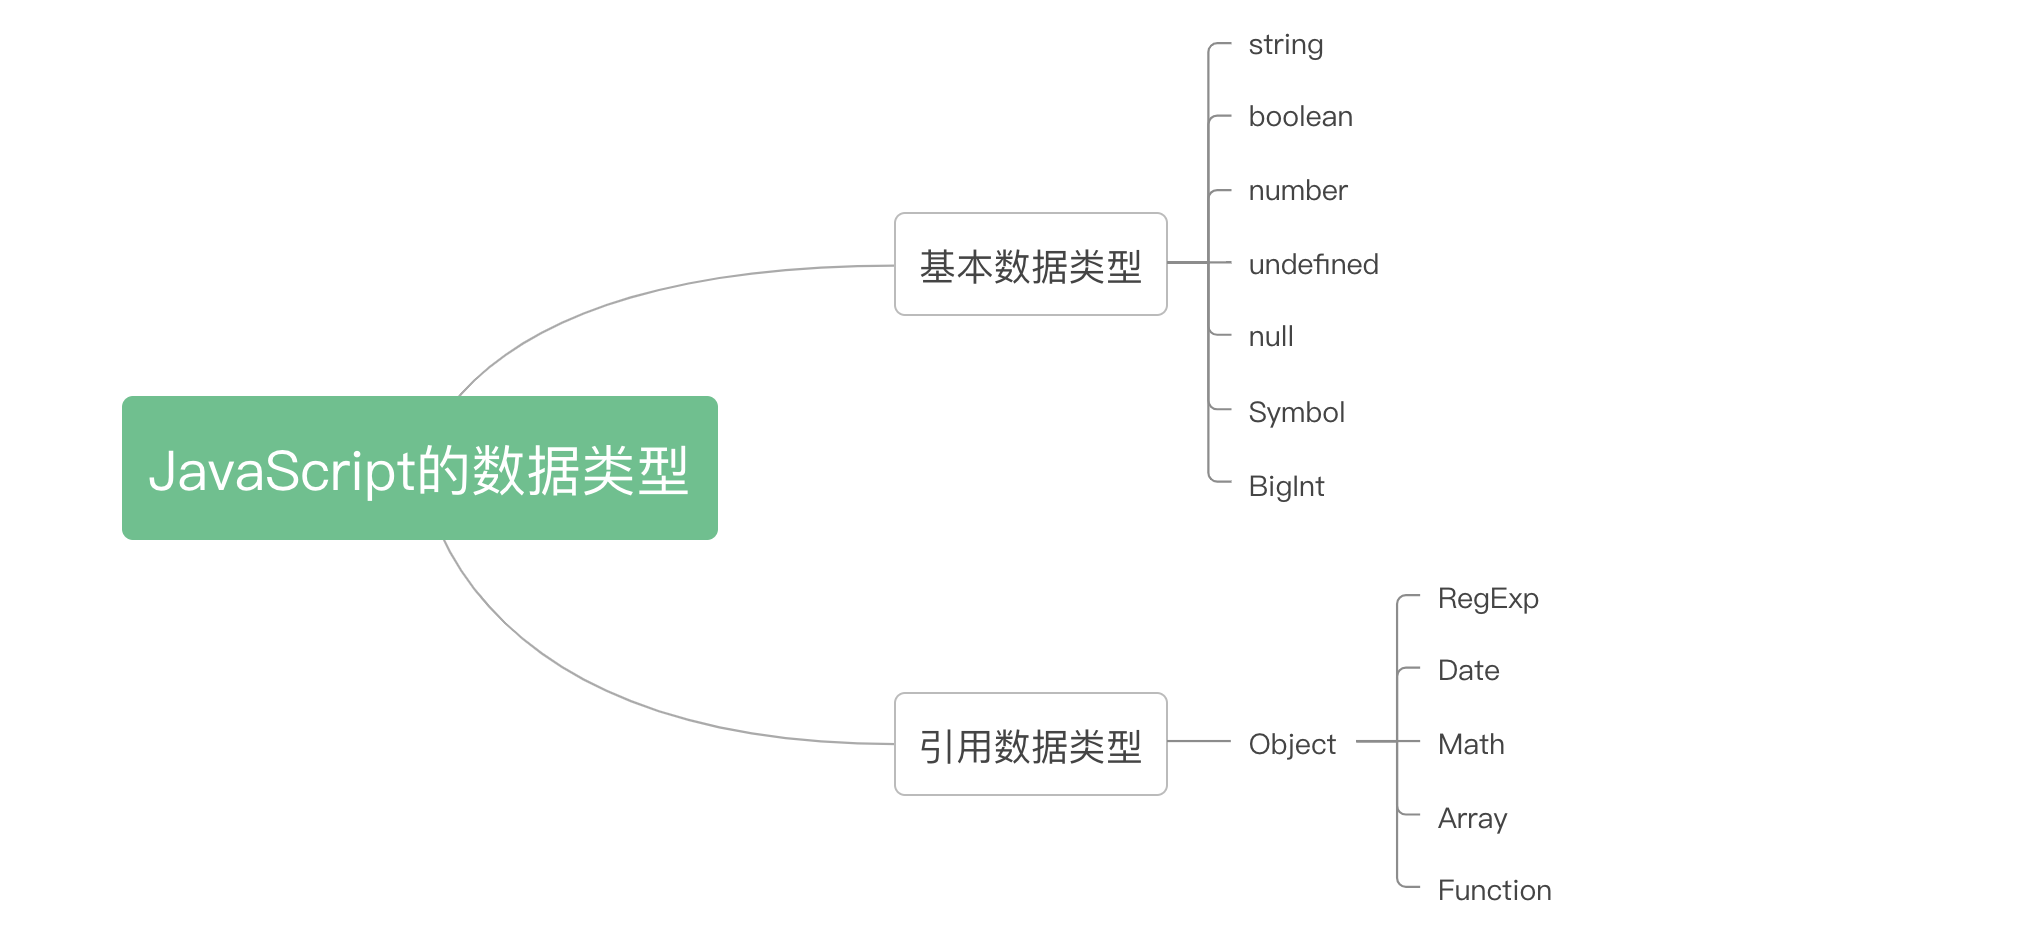 JavaScript的数据类型
基本数据类型
string
boolean
number
undefined
null
Symbol
BigInt
引用数据类型
Object
RegExp
Date
Math
Array
Function